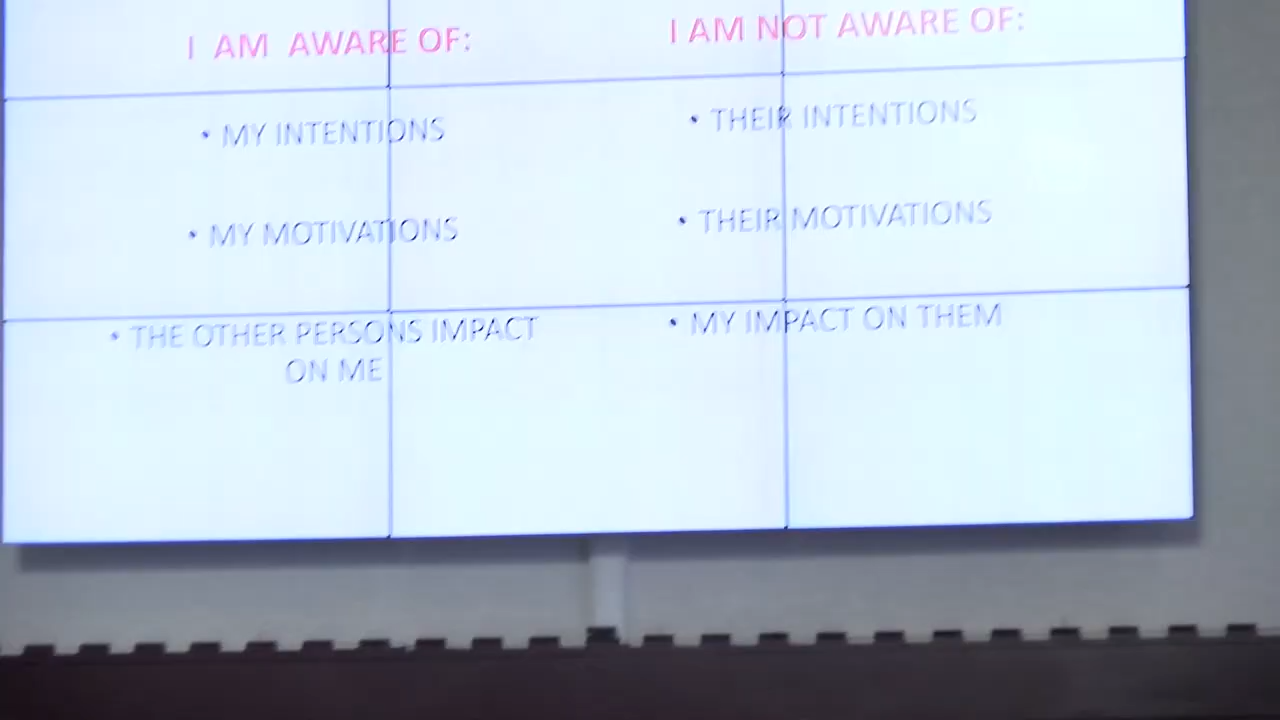 I AM AWARE OF:
• MY INTENTIONS
• MY MOTIVATIONS
• THE OTHER PERSONS IMPACT
ON ME
I AM NOT AWARE OF:
• THEIR INTENTIONS
• THEIR MOTIVATIONS
• MY IMPACT ON THEM